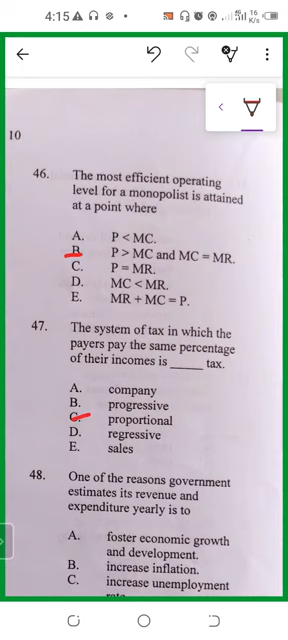 4:15
16
K/s
10
46. The most efficient operating
level for a monopolist is attained
at a point where
A. P < MC.
B. P > MC and MC = MR.
C. P = MR.
D. MC < MR.
E. MR + MC = P.
47. The system of tax in which the
payers pay the same percentage
of their incomes is _____ tax.
A. company
B. progressive
C. proportional
D. regressive
E. sales
48. One of the reasons government
estimates its revenue and
expenditure yearly is to
A. foster economic growth
and development.
B. increase inflation.
C. increase unemployment
rate